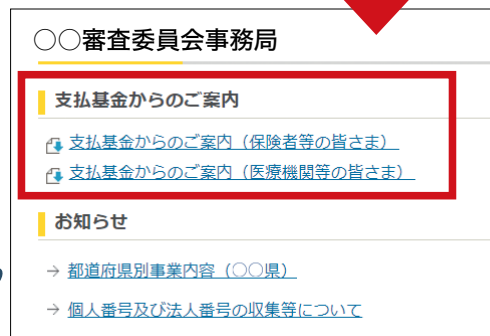 ○○審査委員会事務局
支払基金からのご案内
支払基金からのご案内（保険者等の皆さま）
支払基金からのご案内（医療機関等の皆さま）
お知らせ
→ 都道府県別事業内容（○○県）
→ 個人番号及び法人番号の収集等について